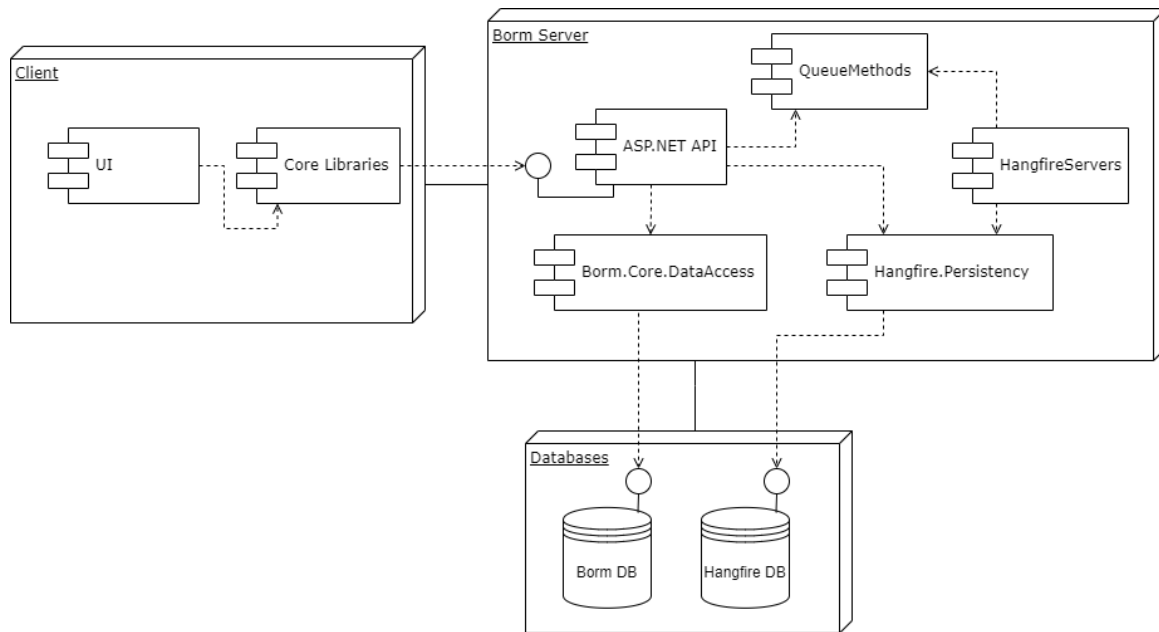 Client
UI
Core Libraries
Borm Server
QueueMethods
ASP.NET API
HangfireServers
Borm.Core.DataAccess
Hangfire.Persistency
Databases
Borm DB
Hangfire DB